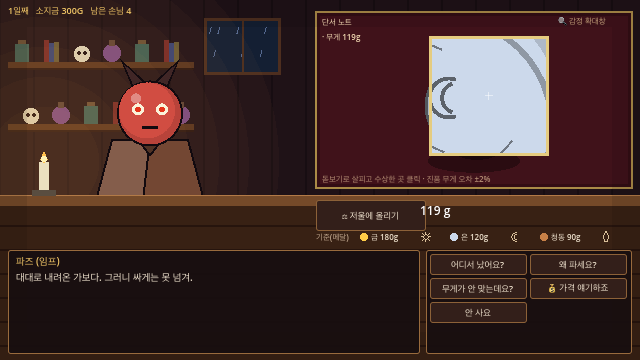 1일째 소지금 300G 남은 손님 4
단서 노트
· 무게 119g
🔍 감정 확대창
돋보기로 살피고 수상한 곳 클릭 · 진품 무게 오차 ±2%
⚖ 저울에 올리기
119 g
기준(메달) 금 180g 은 120g 청동 90g
파즈 (임프)
대대로 내려온 가보다. 그러니 싸게는 못 넘겨.
어디서 났어요?
왜 파세요?
무게가 안 맞는데요?
💰 가격 얘기하죠
안 사요